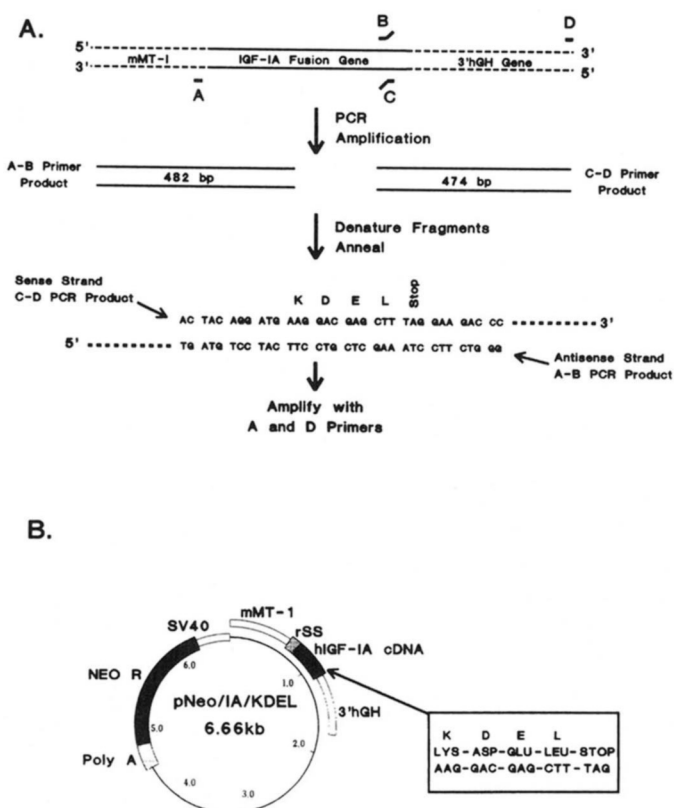 A.
B
D
5'
3'
mMT-I
IGF-IA Fusion Gene
3'hGH Gene
3'
5'
A
C
PCR
Amplification
A-B Primer
Product
482 bp
474 bp
C-D Primer
Product
Denature Fragments
Anneal
Sense Strand
C-D PCR Product
K D E L Stop
AC TAC AGG ATG AAG GAC GAG CTT TAG GAA GAC CC
3'
5'
TG ATG TCC TAC TTC CTG CTC GAA ATC CTT CTG GG
Antisense Strand
A-B PCR Product
Amplify with
A and D Primers
B.
mMT-1
SV40
rSS
hIGF-IA cDNA
6.0
1.0
NEO R
pNeo/IA/KDEL
6.66kb
3'hGH
5.0
2.0
Poly A
4.0
3.0
K D E L
LYS-ASP-GLU-LEU-STOP
AAG-GAC-GAG-CTT-TAG